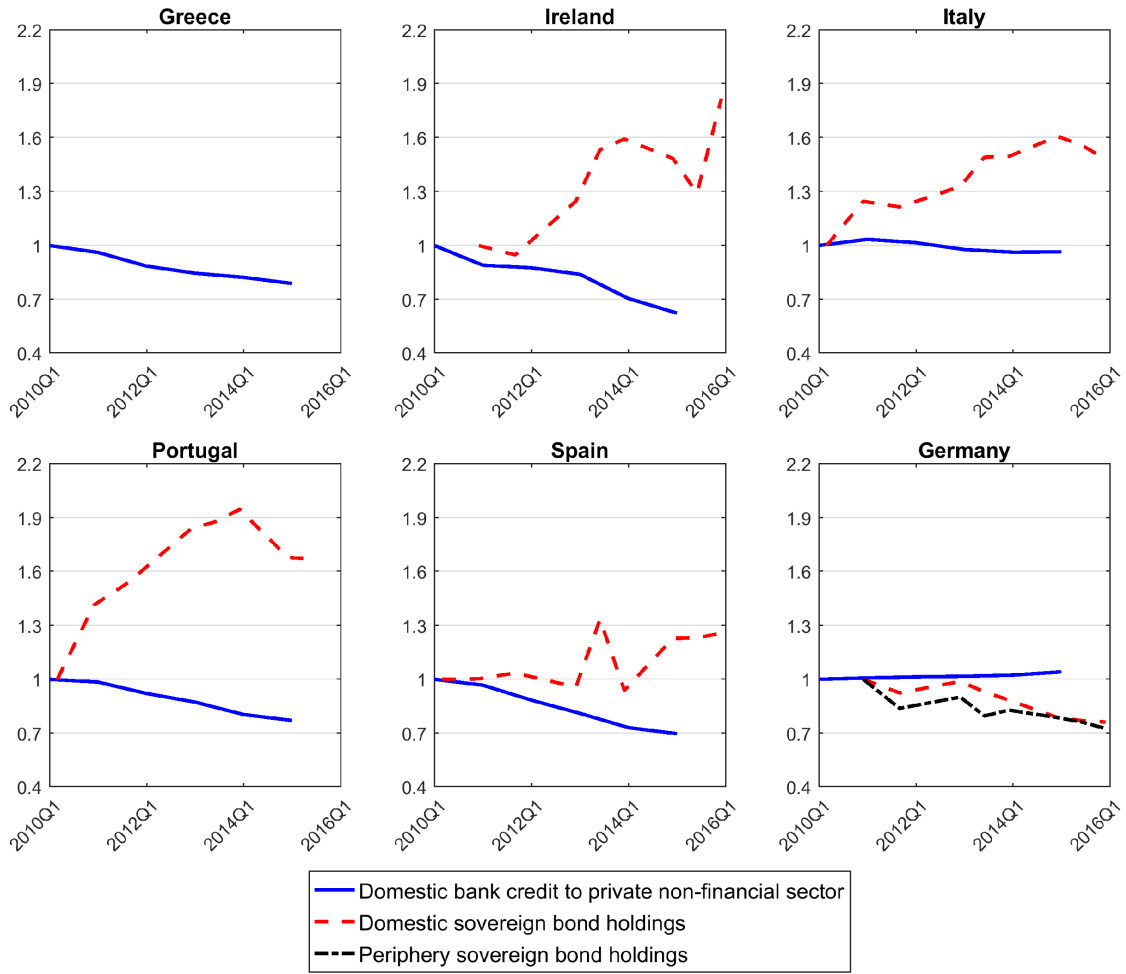 Greece
2.2
1.9
1.6
1.3
1
0.7
0.4
2010Q1
2012Q1
2014Q1
2016Q1
Ireland
2.2
1.9
1.6
1.3
1
0.7
0.4
2010Q1
2012Q1
2014Q1
2016Q1
Italy
2.2
1.9
1.6
1.3
1
0.7
0.4
2010Q1
2012Q1
2014Q1
2016Q1
Portugal
2.2
1.9
1.6
1.3
1
0.7
0.4
2010Q1
2012Q1
2014Q1
2016Q1
Spain
2.2
1.9
1.6
1.3
1
0.7
0.4
2010Q1
2012Q1
2014Q1
2016Q1
Germany
2.2
1.9
1.6
1.3
1
0.7
0.4
2010Q1
2012Q1
2014Q1
2016Q1
Domestic bank credit to private non-financial sector
Domestic sovereign bond holdings
Periphery sovereign bond holdings